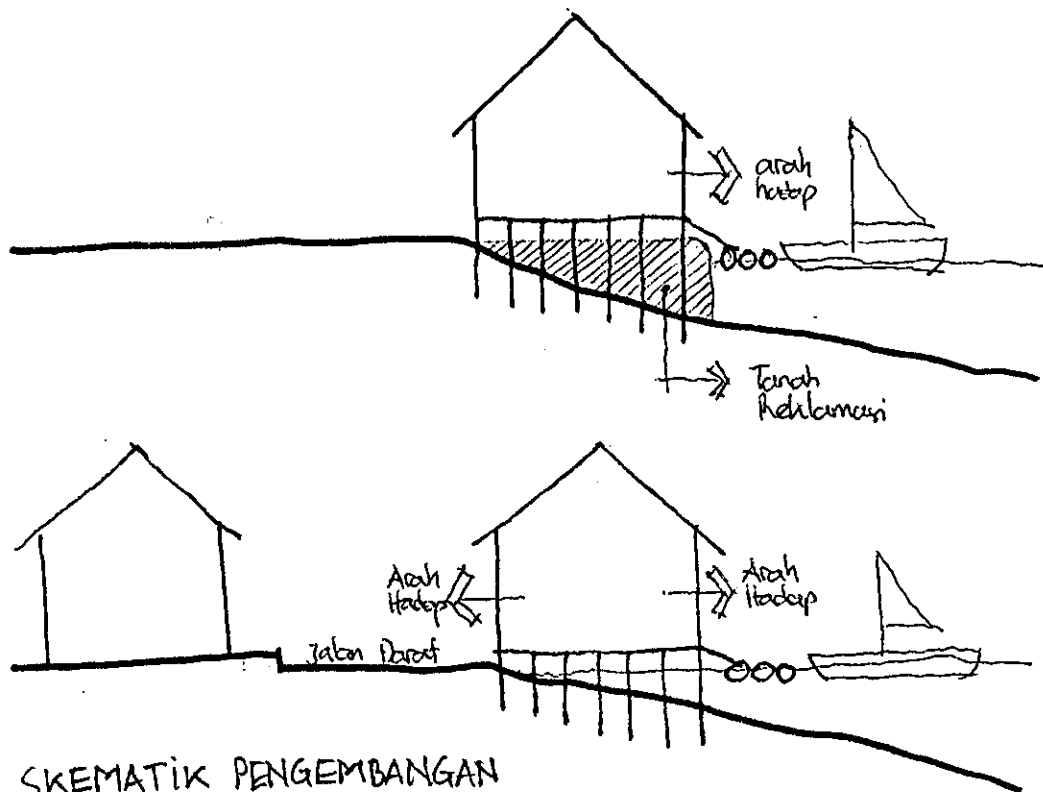 arah
hadap
Tanah
Reklamasi
Arah
Hadap
Arah
Hadap
Jalan Darat
SKEMATIK PENGEMBANGAN